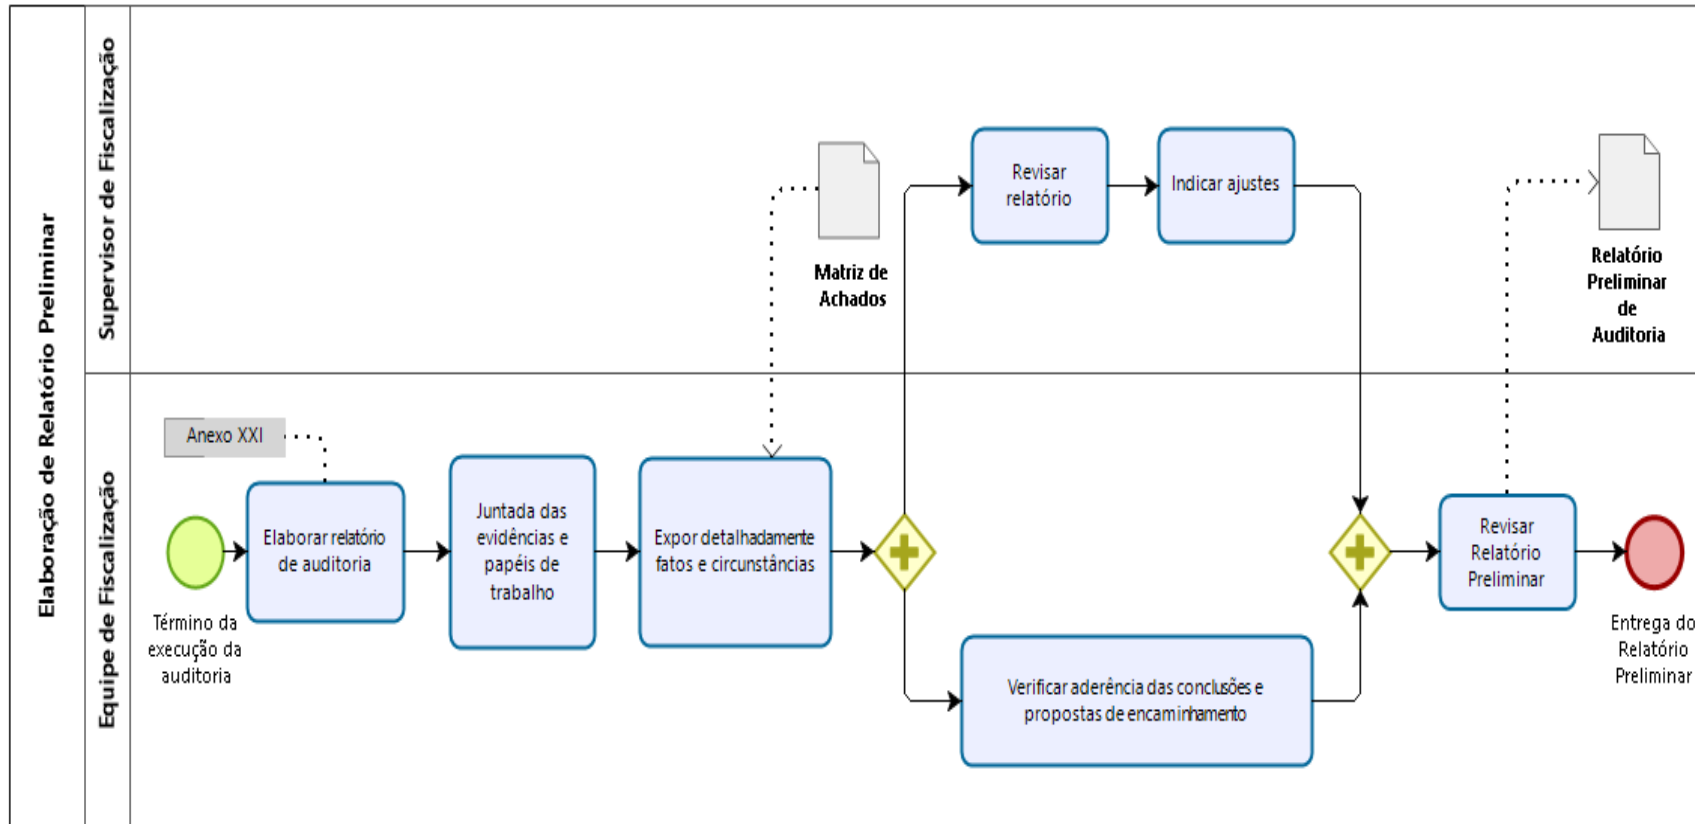 Elaboração de Relatório Preliminar
Supervisor de Fiscalização
Revisar
relatório
Indicar ajustes
Matriz de
Achados
Relatório
Preliminar
de
Auditoria
Equipe de Fiscalização
Anexo XXI
Término da
execução da
auditoria
Elaborar relatório
de auditoria
Juntada das
evidências e
papéis de
trabalho
Expor detalhadamente
fatos e circunstâncias
Verificar aderência das conclusões e
propostas de encaminhamento
Revisar
Relatório
Preliminar
Entrega do
Relatório
Preliminar